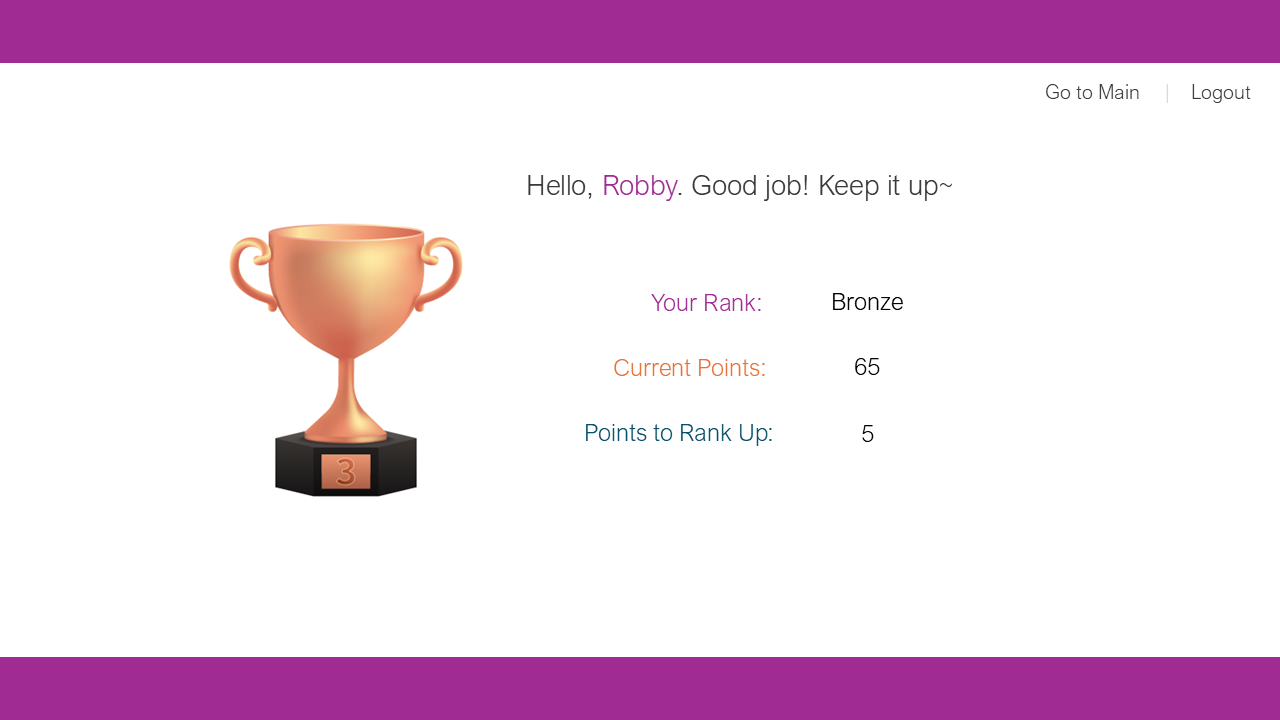 Go to Main | Logout
Hello, Robby. Good job! Keep it up~
Your Rank: Bronze
Current Points: 65
Points to Rank Up: 5
3